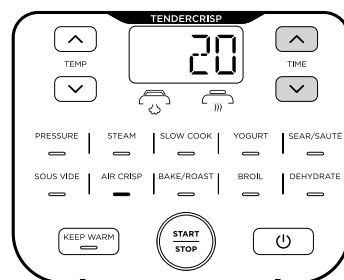 TENDERCRISP
20
TEMP
TIME
PRESSURE STEAM SLOW COOK YOGURT SEAR/SAUTÉ
SOUS VIDE AIR CRISP BAKE/ROAST BROIL DEHYDRATE
KEEP WARM
START
STOP